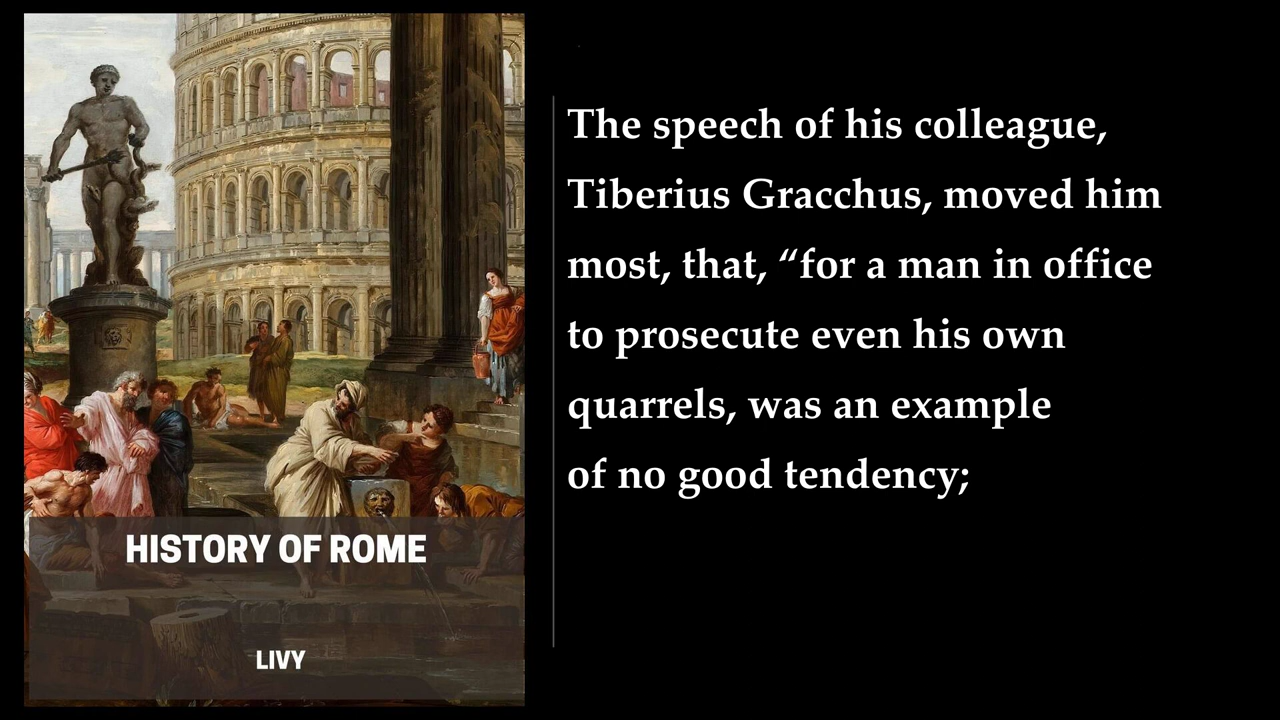 HISTORY OF ROME
LIVY
The speech of his colleague,
Tiberius Gracchus, moved him
most, that, “for a man in office
to prosecute even his own
quarrels, was an example
of no good tendency;